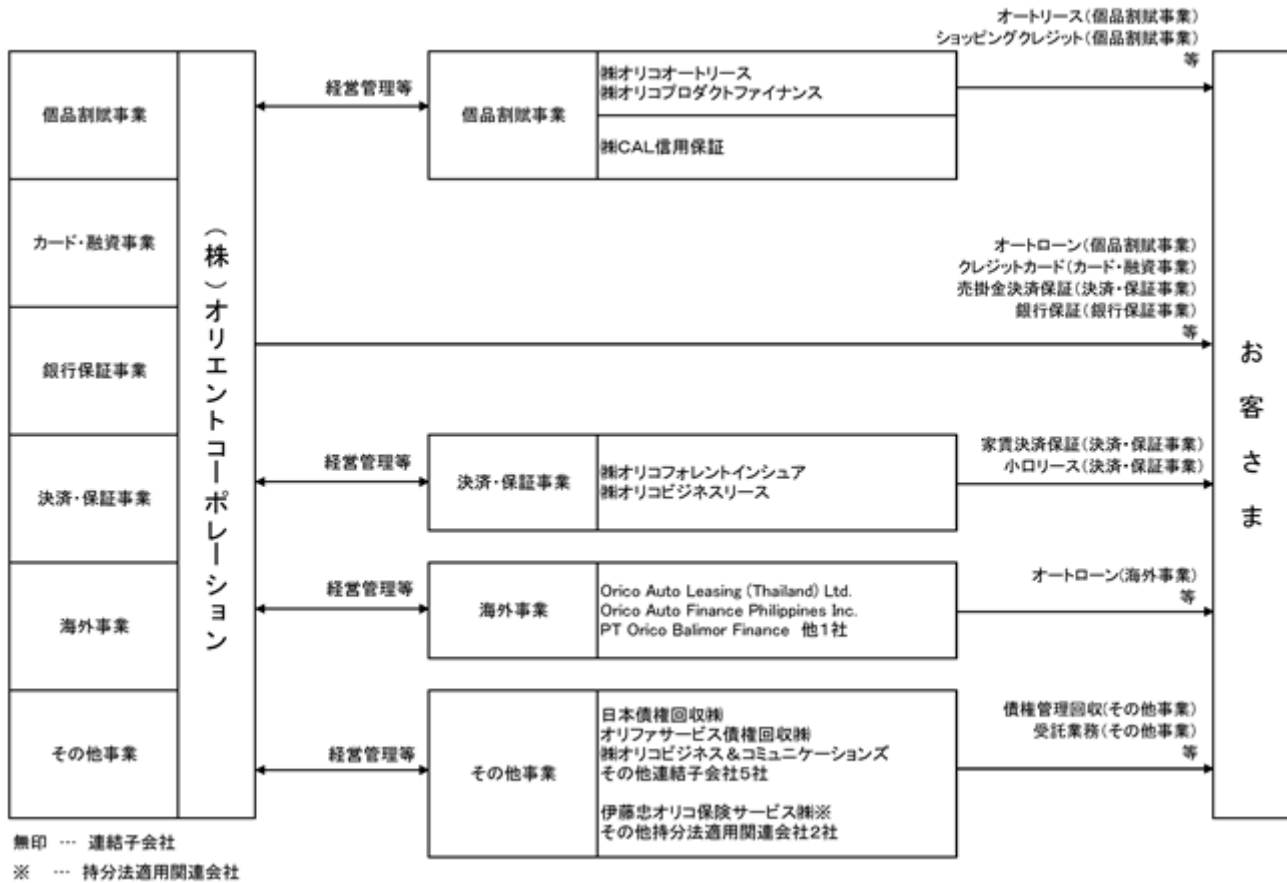 オートリース(個品割賦事業)
ショッピングクレジット(個品割賦事業)
等
個品割賦事業
カード・融資事業
銀行保証事業
決済・保証事業
海外事業
その他事業
(株)オリエントコーポレーション
経営管理等
個品割賦事業
㈱オリコオートリース
㈱オリコプロダクトファイナンス
㈱CAL信用保証
オートローン(個品割賦事業)
クレジットカード(カード・融資事業)
売掛金決済保証(決済・保証事業)
銀行保証(銀行保証事業)
等
経営管理等
決済・保証事業
㈱オリコフォレントインシュア
㈱オリコビジネスリース
家賃決済保証(決済・保証事業)
小口リース(決済・保証事業)
経営管理等
海外事業
Orico Auto Leasing (Thailand) Ltd.
Orico Auto Finance Philippines Inc.
PT Orico Balimor Finance 他1社
オートローン(海外事業)
等
経営管理等
その他事業
日本債権回収㈱
オリファサービス債権回収㈱
㈱オリコビジネス&コミュニケーションズ
その他連結子会社5社
伊藤忠オリコ保険サービス㈱※
その他持分法適用関連会社2社
債権管理回収(その他事業)
受託業務(その他事業)
等
お客さま
無印 … 連結子会社
※ … 持分法適用関連会社